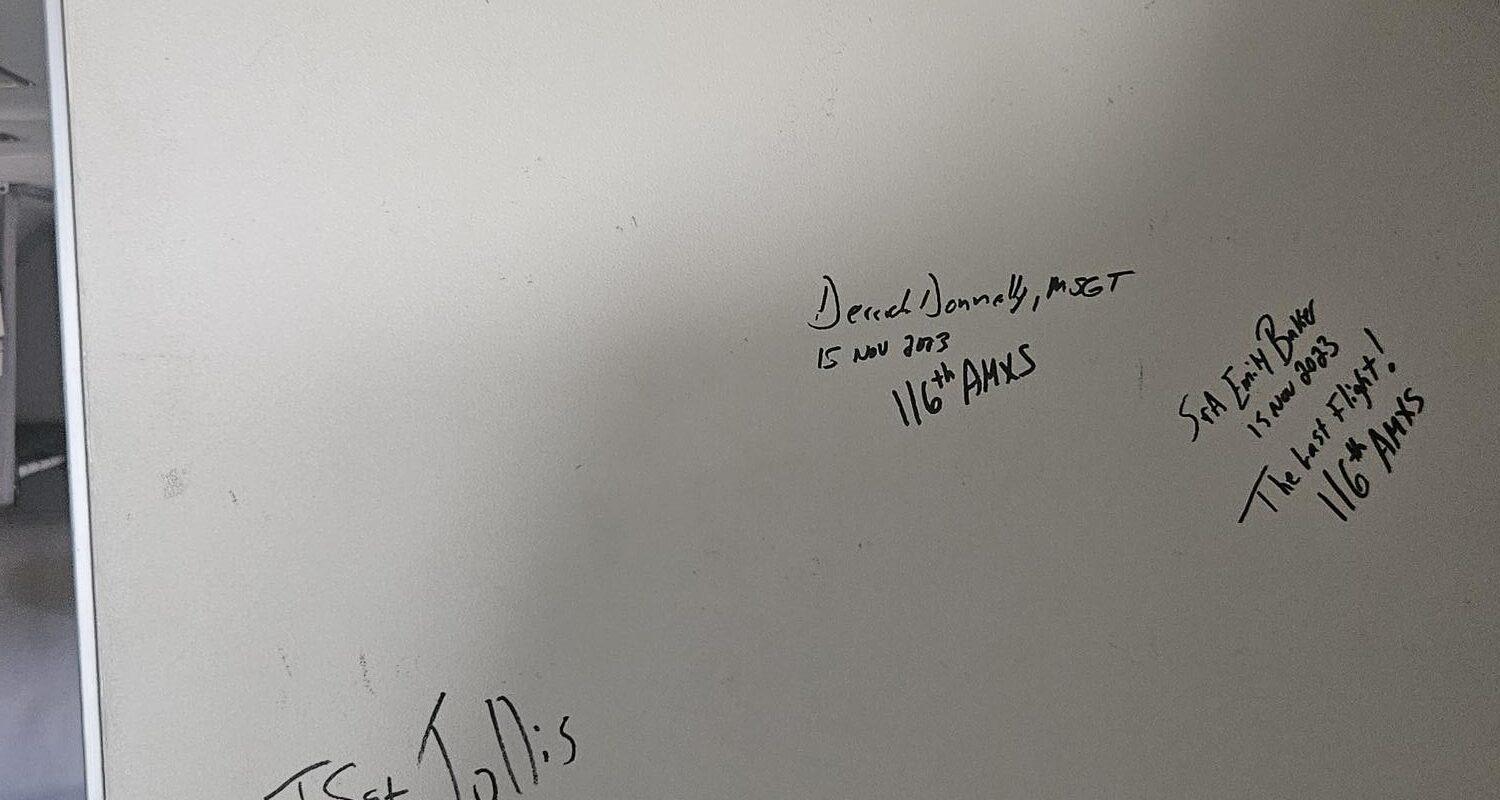 Derrick Donnelly, MSGT
15 Nov 2023
116th AMXS
SrA Emily Baker
15 Nov 2023
The Last Flight!
116th AMXS
TSgt Tollis